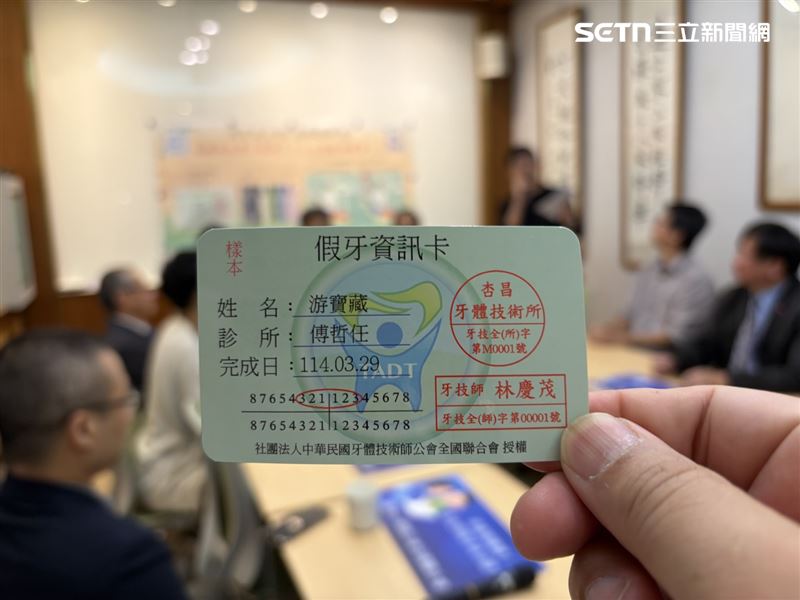 SETN三立新聞網
樣本
假牙資訊卡
姓 名：游寶藏
診 所：傅哲任
完成日：114.03.29
8765432112345678
8765432112345678
TADT
杏昌
牙體技術所
牙技全(所)字
第M0001號
牙技師 林慶茂
牙技全(師)字第00001號
社團法人中華民國牙體技術師公會全國聯合會 授權